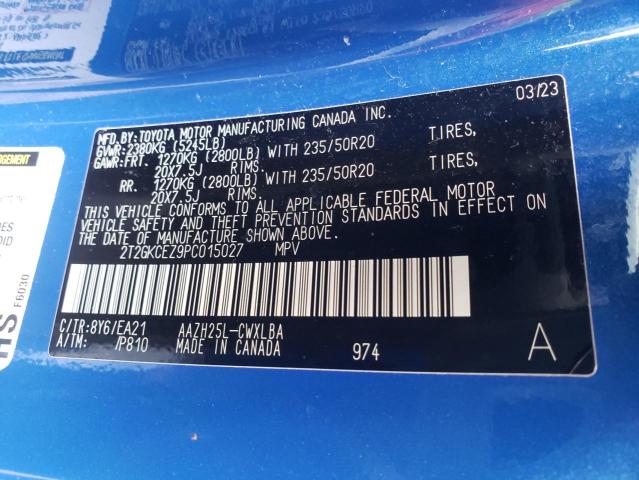 03/23
MFD.BY:TOYOTA MOTOR MANUFACTURING CANADA INC.
GVWR:2380KG (5245LB)
GAWR:FRT. 1270KG (2800LB) WITH 235/50R20 TIRES,
20X7.5J RIMS.
RR. 1270KG (2800LB) WITH 235/50R20 TIRES,
20X7.5J RIMS.
THIS VEHICLE CONFORMS TO ALL APPLICABLE FEDERAL MOTOR
VEHICLE SAFETY AND THEFT PREVENTION STANDARDS IN EFFECT ON
THE DATE OF MANUFACTURE SHOWN ABOVE.
2T2GKCEZ9PC015027 MPV
C/TR:8Y6/EA21 AAZH25L-CWXLBA
A/TM: /P810 MADE IN CANADA 974 A
F6030